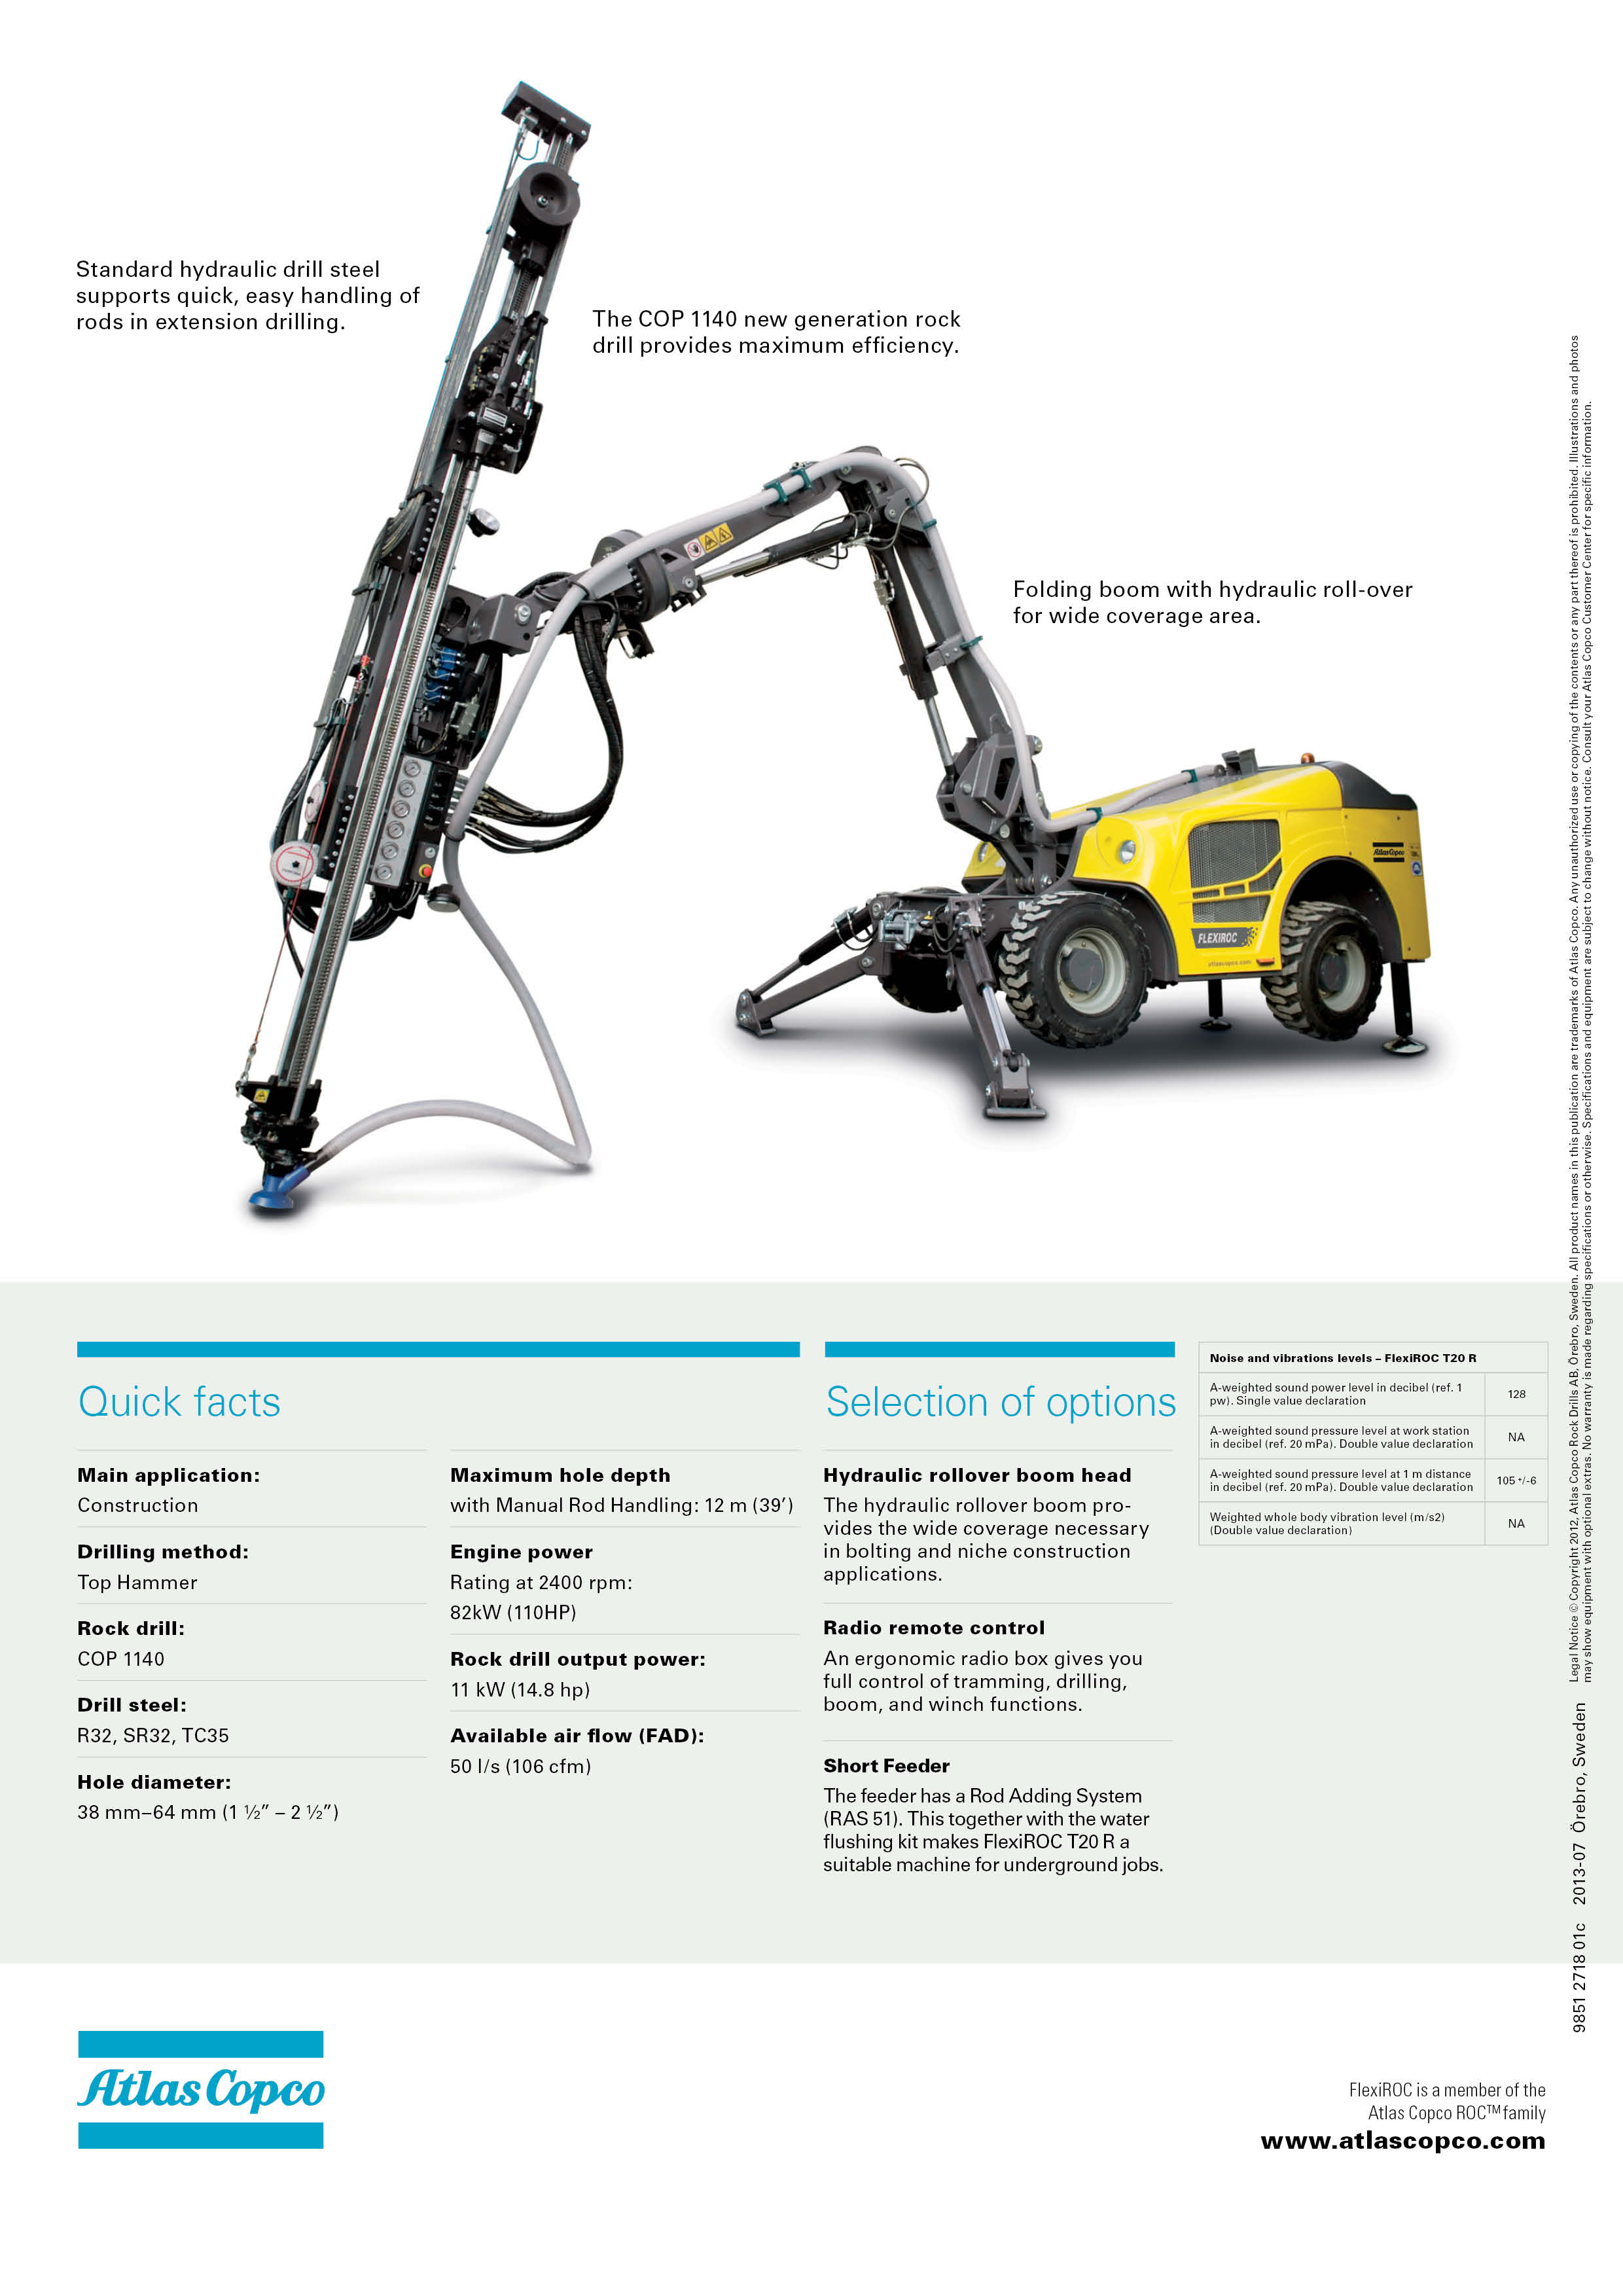 Standard hydraulic drill steel
supports quick, easy handling of
rods in extension drilling.
The COP 1140 new generation rock
drill provides maximum efficiency.
Folding boom with hydraulic roll-over
for wide coverage area.
Atlas Copco
FLEXIROC
atlascopco.com
Quick facts
Main application:
Construction
Drilling method:
Top Hammer
Rock drill:
COP 1140
Drill steel:
R32, SR32, TC35
Hole diameter:
38 mm–64 mm (1 ½” – 2 ½”)
Maximum hole depth
with Manual Rod Handling: 12 m (39’)
Engine power
Rating at 2400 rpm:
82kW (110HP)
Rock drill output power:
11 kW (14.8 hp)
Available air flow (FAD):
50 l/s (106 cfm)
Selection of options
Hydraulic rollover boom head
The hydraulic rollover boom pro-
vides the wide coverage necessary
in bolting and niche construction
applications.
Radio remote control
An ergonomic radio box gives you
full control of tramming, drilling,
boom, and winch functions.
Short Feeder
The feeder has a Rod Adding System
(RAS 51). This together with the water
flushing kit makes FlexiROC T20 R a
suitable machine for underground jobs.
Noise and vibrations levels – FlexiROC T20 R
A-weighted sound power level in decibel (ref. 1
pw). Single value declaration
128
A-weighted sound pressure level at work station
in decibel (ref. 20 mPa). Double value declaration
NA
A-weighted sound pressure level at 1 m distance
in decibel (ref. 20 mPa). Double value declaration
105 +/-6
Weighted whole body vibration level (m/s2)
(Double value declaration)
NA
Legal Notice © Copyright 2012, Atlas Copco Rock Drills AB, Örebro, Sweden. All product names in this publication are trademarks of Atlas Copco. Any unauthorized use or copying of the contents or any part thereof is prohibited. Illustrations and photos
may show equipment with optional extras. No warranty is made regarding specifications or otherwise. Specifications and equipment are subject to change without notice. Consult your Atlas Copco Customer Center for specific information.
9851 2718 01c 2013-07 Örebro, Sweden
Atlas Copco
FlexiROC is a member of the
Atlas Copco ROC™ family
www.atlascopco.com